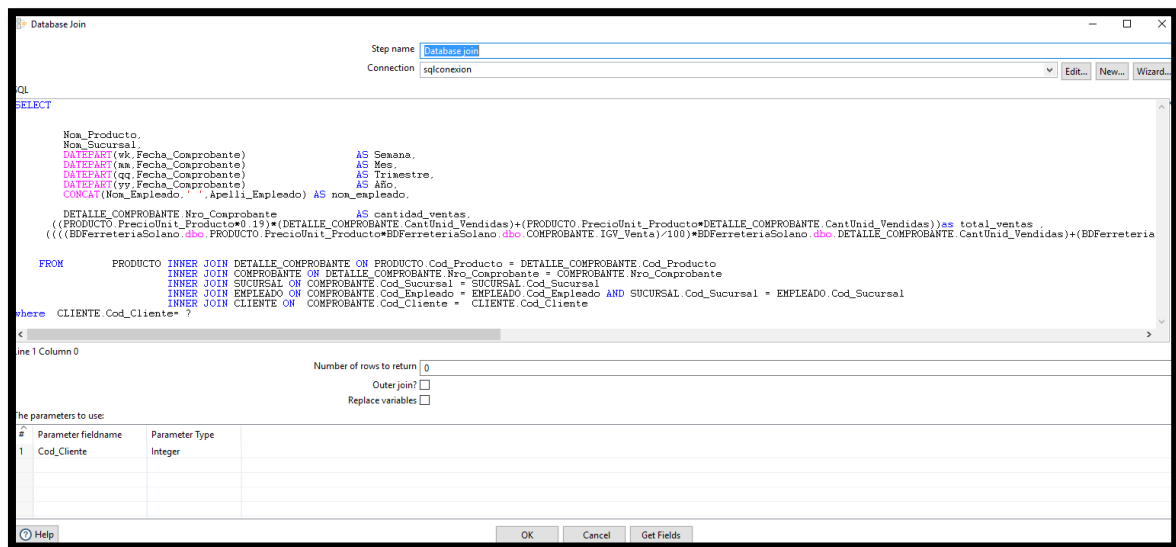 Database Join
Step name Database join
Connection sqlconexion Edit... New... Wizard...
SQL
SELECT
Nom_Producto,
Nom_Sucursal,
DATEPART(wk,Fecha_Comprobante) AS Semana,
DATEPART(mm,Fecha_Comprobante) AS Mes,
DATEPART(qq,Fecha_Comprobante) AS Trimestre,
DATEPART(yy,Fecha_Comprobante) AS Año,
CONCAT(Nom_Empleado,' ',Apelli_Empleado) AS nom_empleado,
DETALLE_COMPROBANTE.Nro_Comprobante AS cantidad_ventas,
((PRODUCTO.PrecioUnit_Producto*0.19)*(DETALLE_COMPROBANTE.CantUnid_Vendidas)+(PRODUCTO.PrecioUnit_Producto*DETALLE_COMPROBANTE.CantUnid_Vendidas))as total_ventas ,
((((BDFerreteriaSolano.dbo.PRODUCTO.PrecioUnit_Producto*BDFerreteriaSolano.dbo.COMPROBANTE.IGV_Venta)/100)*BDFerreteriaSolano.dbo.DETALLE_COMPROBANTE.CantUnid_Vendidas)+(BDFerreteria
FROM PRODUCTO INNER JOIN DETALLE_COMPROBANTE ON PRODUCTO.Cod_Producto = DETALLE_COMPROBANTE.Cod_Producto
INNER JOIN COMPROBANTE ON DETALLE_COMPROBANTE.Nro_Comprobante = COMPROBANTE.Nro_Comprobante
INNER JOIN SUCURSAL ON COMPROBANTE.Cod_Sucursal = SUCURSAL.Cod_Sucursal
INNER JOIN EMPLEADO ON COMPROBANTE.Cod_Empleado = EMPLEADO.Cod_Empleado AND SUCURSAL.Cod_Sucursal = EMPLEADO.Cod_Sucursal
INNER JOIN CLIENTE ON COMPROBANTE.Cod_Cliente = CLIENTE.Cod_Cliente
where CLIENTE.Cod_Cliente= ?
Line 1 Column 0
Number of rows to return 0
Outer join?
Replace variables
The parameters to use:
# Parameter fieldname Parameter Type
1 Cod_Cliente Integer
Help OK Cancel Get Fields